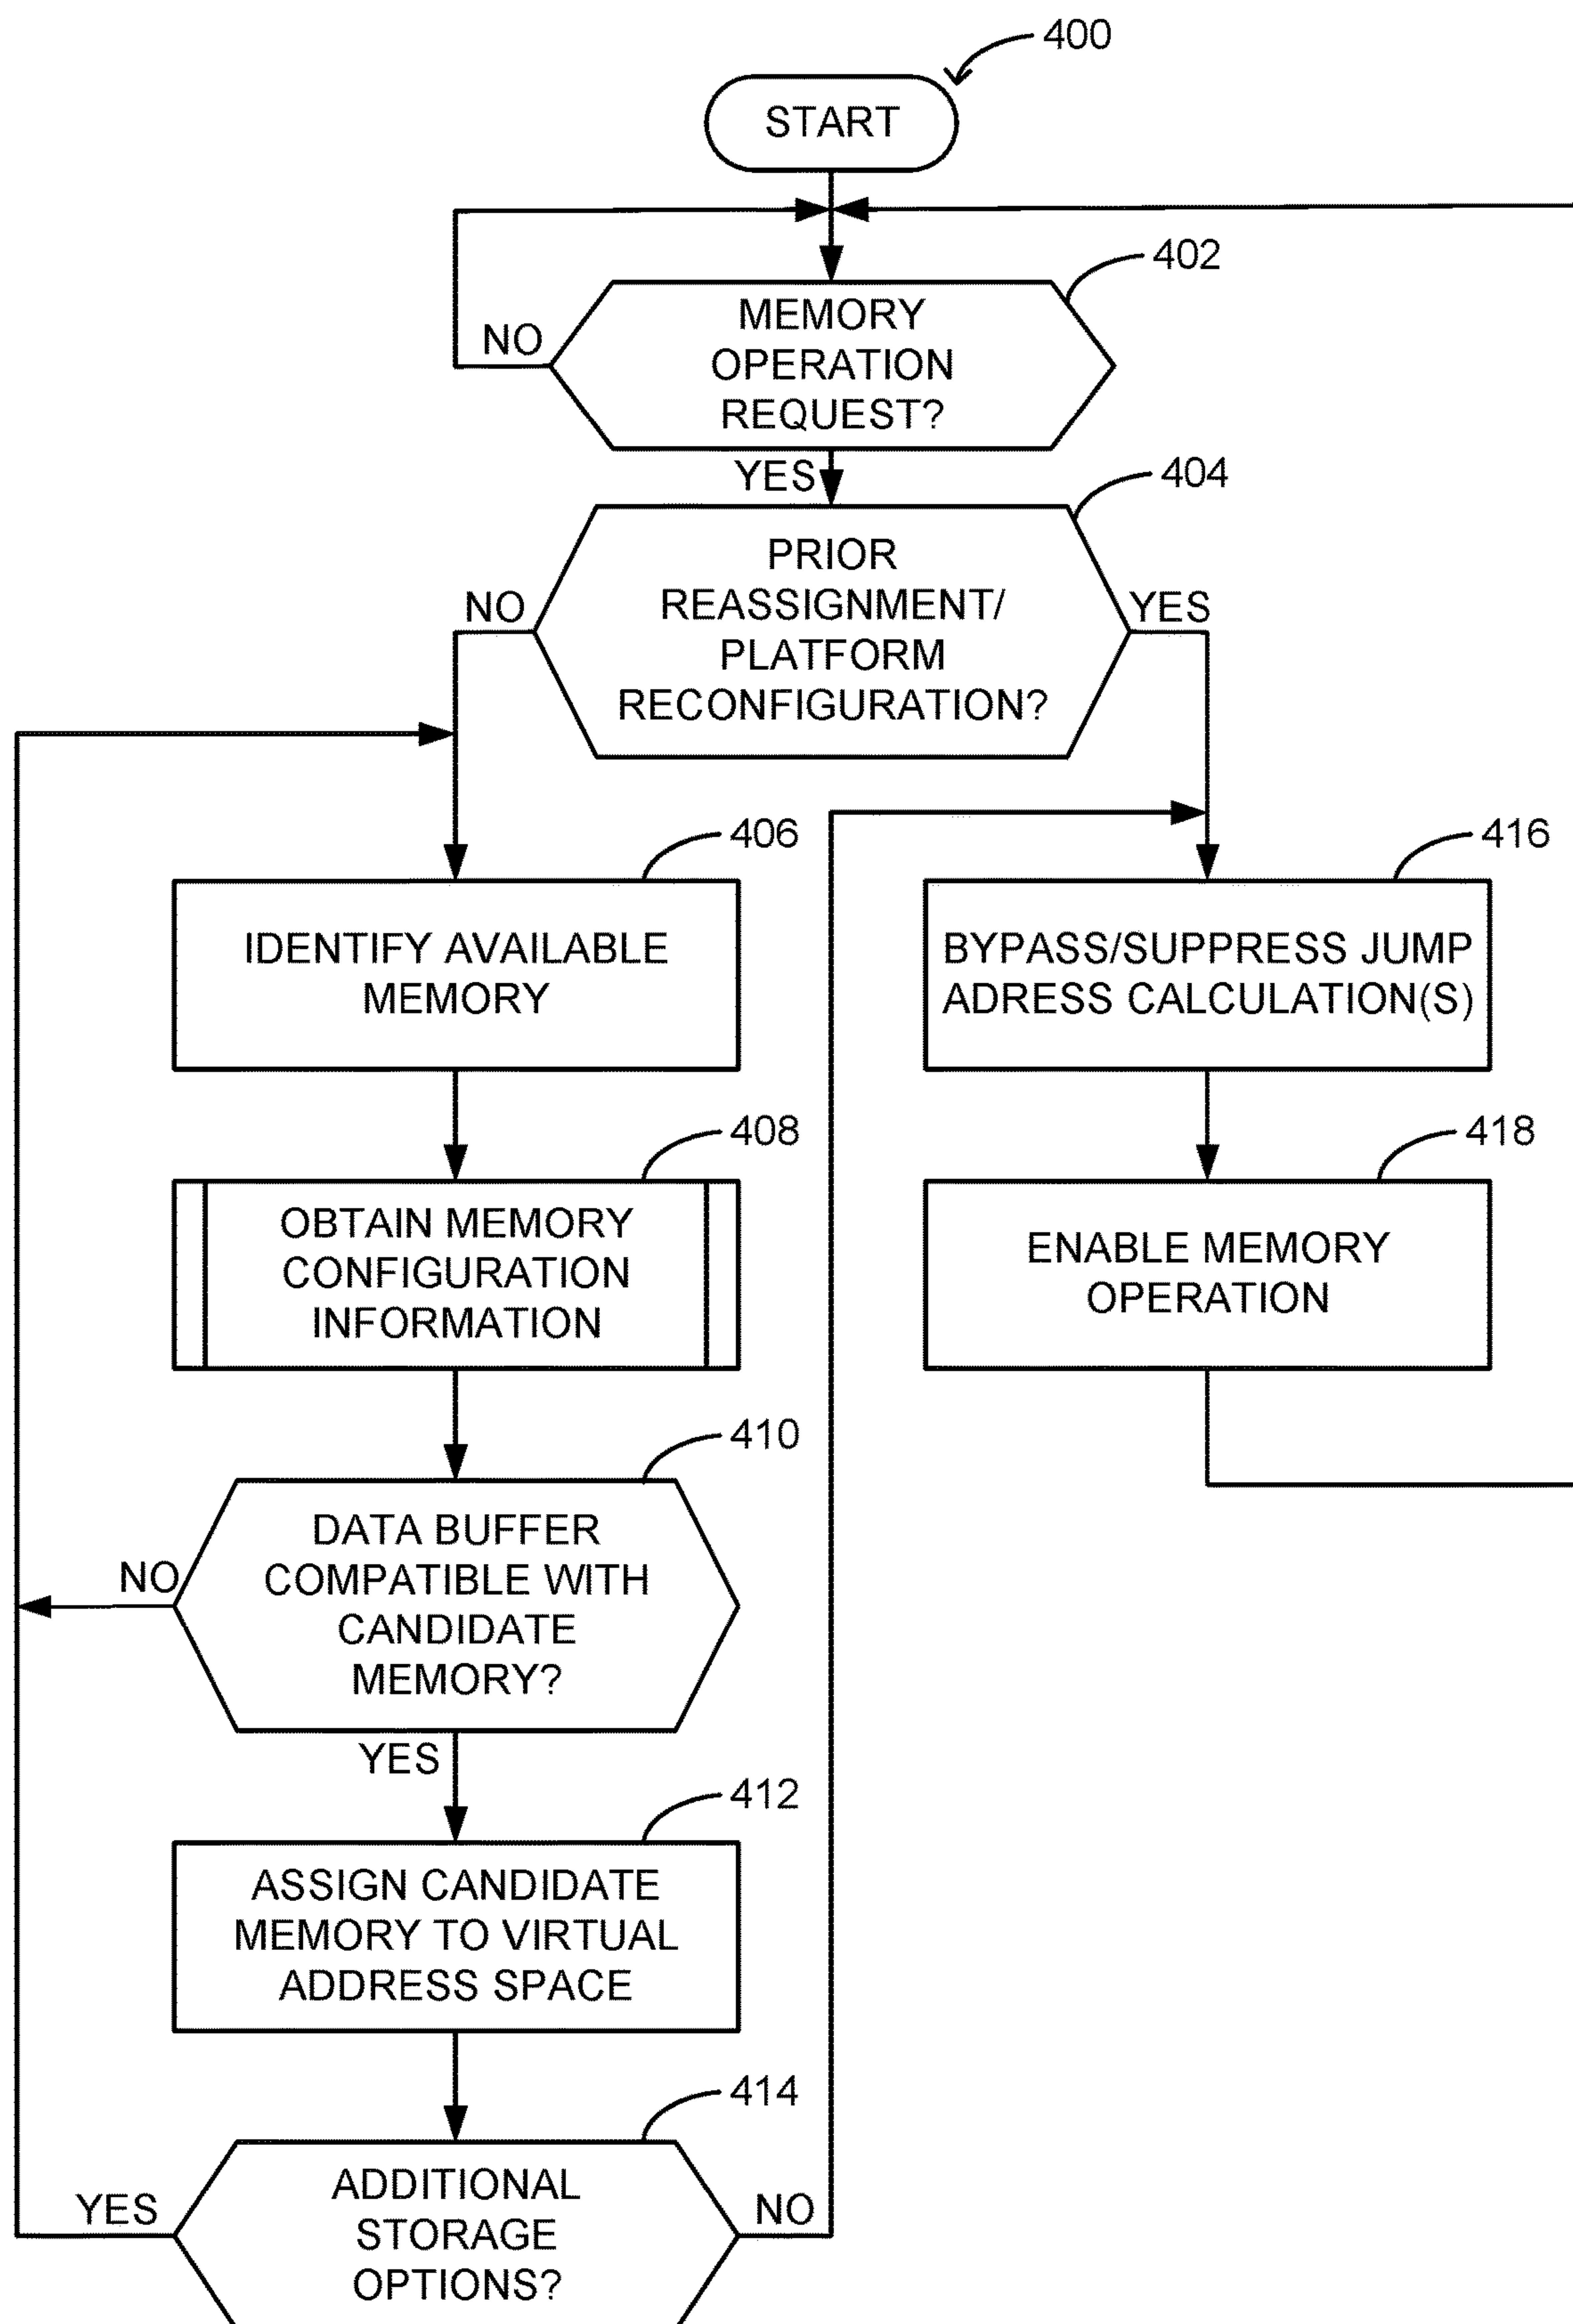 400
START
402
MEMORY
OPERATION
REQUEST?
NO
YES
404
PRIOR
REASSIGNMENT/
PLATFORM
RECONFIGURATION?
NO
YES
406
IDENTIFY AVAILABLE
MEMORY
408
OBTAIN MEMORY
CONFIGURATION
INFORMATION
410
DATA BUFFER
COMPATIBLE WITH
CANDIDATE
MEMORY?
NO
YES
412
ASSIGN CANDIDATE
MEMORY TO VIRTUAL
ADDRESS SPACE
414
ADDITIONAL
STORAGE
OPTIONS?
YES
NO
416
BYPASS/SUPPRESS JUMP
ADRESS CALCULATION(S)
418
ENABLE MEMORY
OPERATION